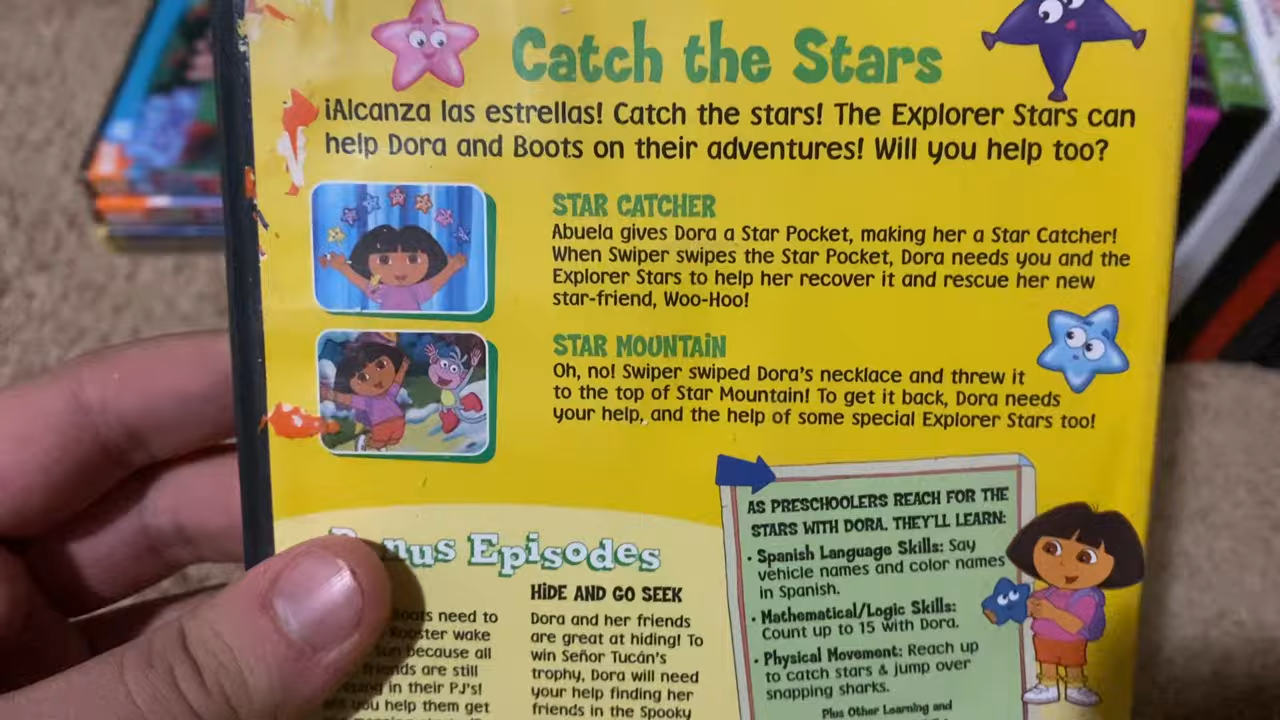 Catch the Stars
¡Alcanza las estrellas! Catch the stars! The Explorer Stars can
help Dora and Boots on their adventures! Will you help too?
STAR CATCHER
Abuela gives Dora a Star Pocket, making her a Star Catcher!
When Swiper swipes the Star Pocket, Dora needs you and the
Explorer Stars to help her recover it and rescue her new
star-friend, Woo-Hoo!
STAR MOUNTAiN
Oh, no! Swiper swiped Dora's necklace and threw it
to the top of Star Mountain! To get it back, Dora needs
your help, and the help of some special Explorer Stars too!
Episodes
need to
wake
because all
friends are still
in their PJ's!
you help them get
HiDE AND GO SEEK
Dora and her friends
are great at hiding! To
win Señor Tucán's
trophy, Dora will need
your help finding her
friends in the Spooky
AS PRESCHOOLERS REACH FOR THE
STARS WITH DORA, THEY'LL LEARN:
· Spanish Language Skills: Say
vehicle names and color names
in Spanish.
· Mathematical/Logic Skills:
Count up to 15 with Dora.
· Physical Movement: Reach up
to catch stars & jump over
snapping sharks.
Plus Other Learning and